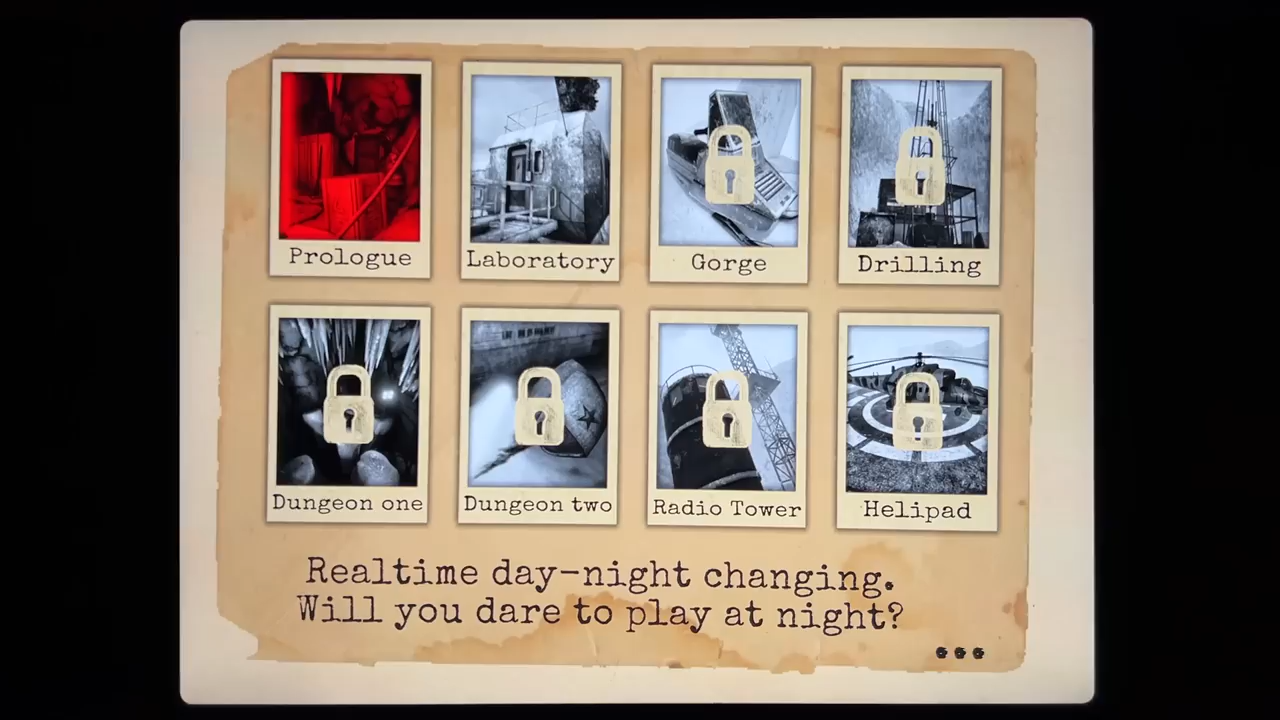 Prologue
Laboratory
Gorge
Drilling
Dungeon one
Dungeon two
Radio Tower
Helipad
Realtime day-night changing.
Will you dare to play at night?